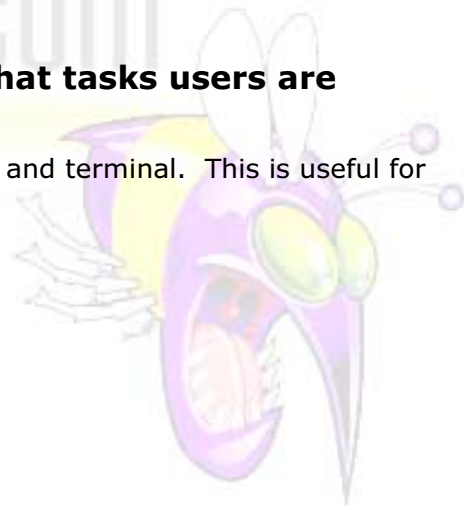 hat tasks users are
and terminal.  This is useful for